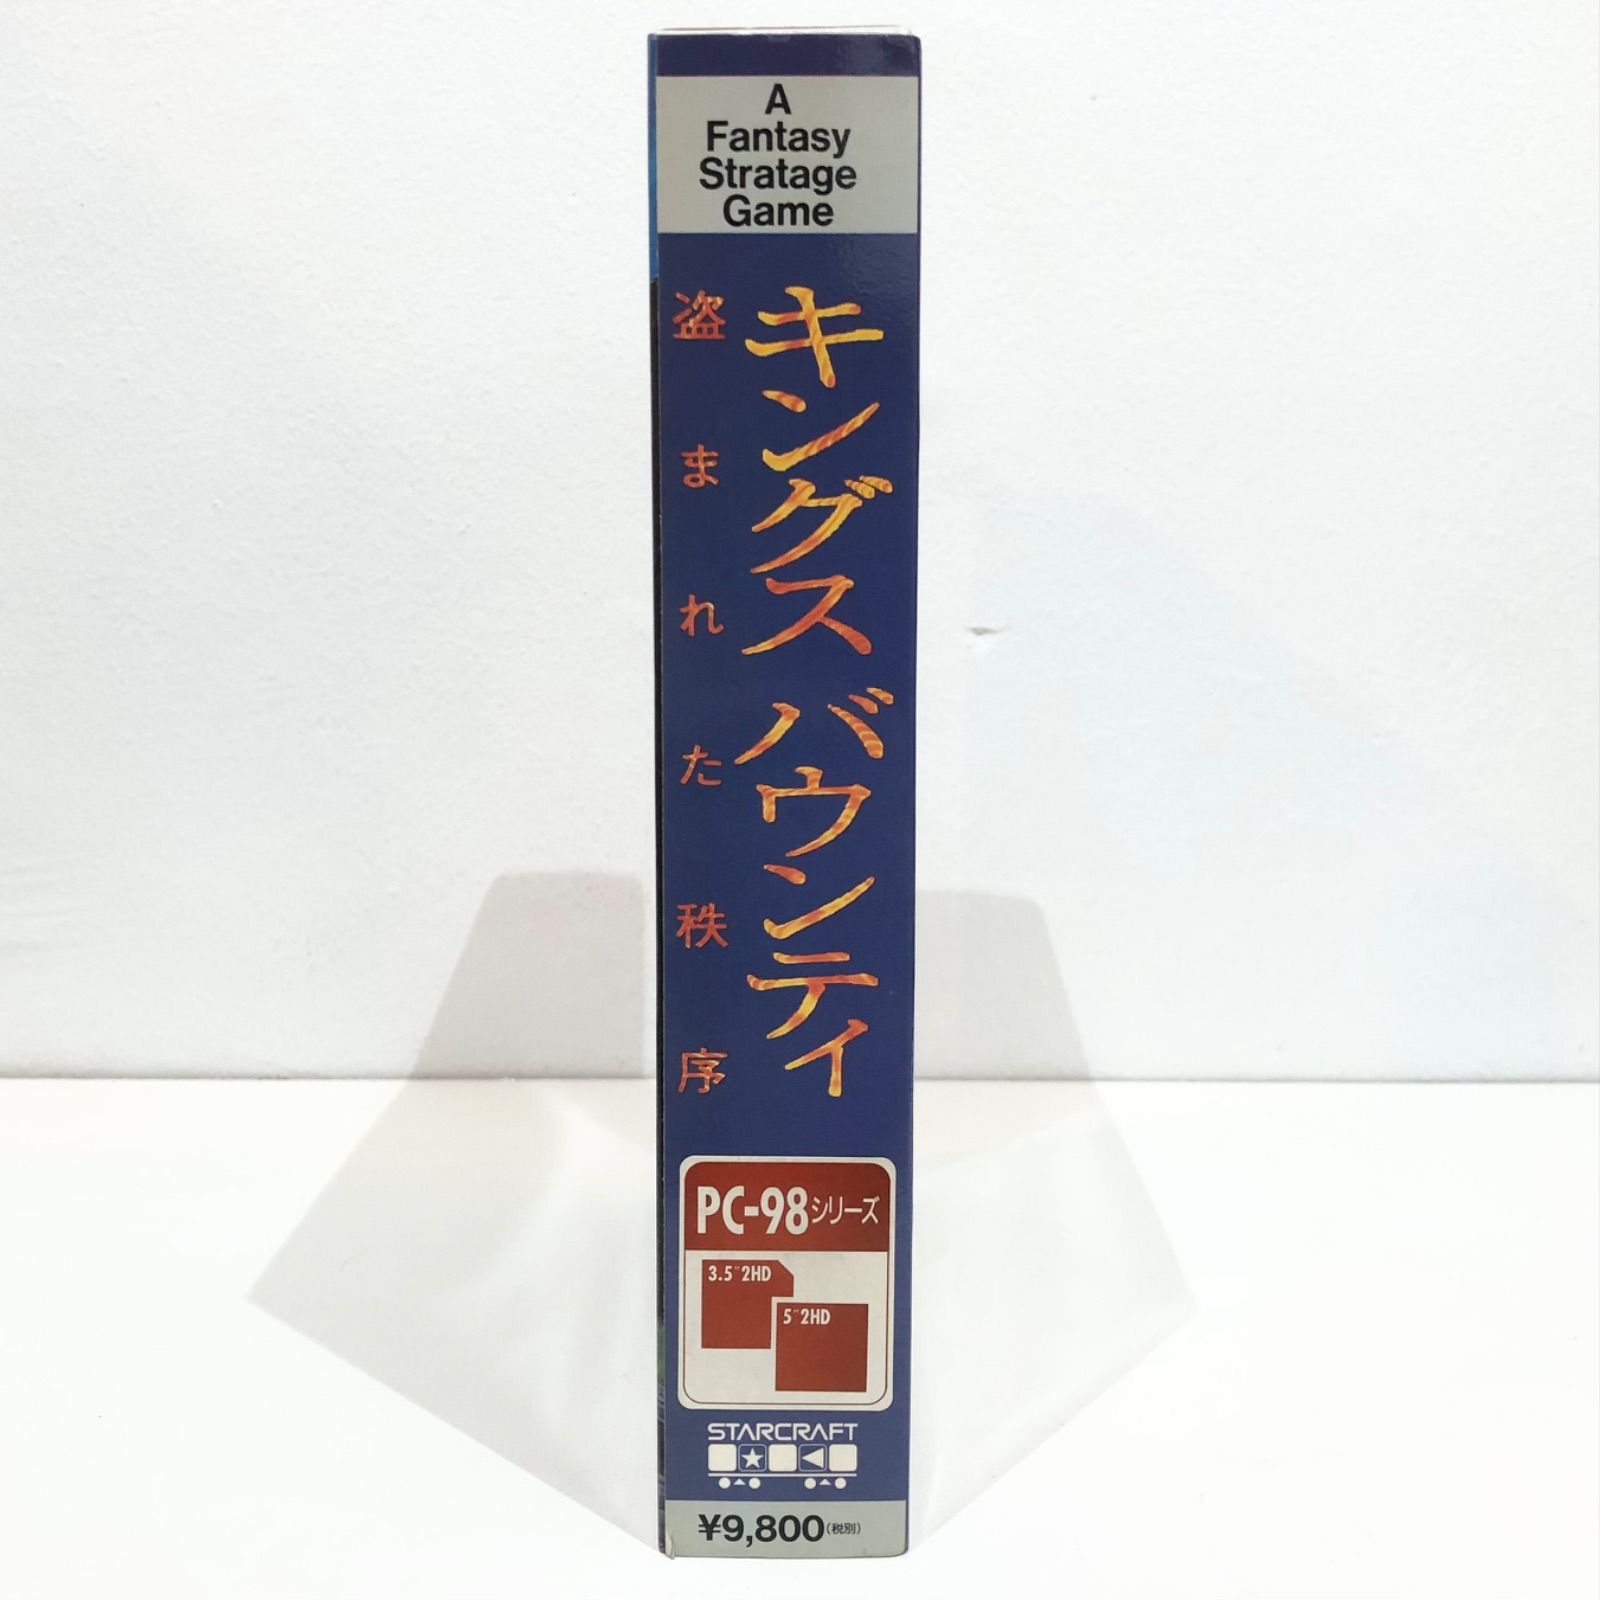 A
Fantasy
Stratage
Game
キングス バウンティ
盗まれた秩序
PC-98シリーズ
3.5"2HD
5"2HD
STARCRAFT
¥9,800(税別)